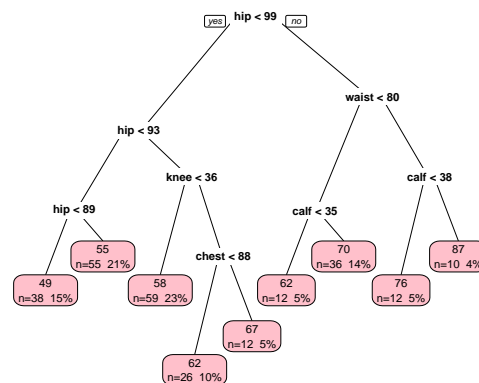 yes hip < 99 no
waist < 80
hip < 93
knee < 36 calf < 38
hip < 89 calf < 35
55
n=55 21%
70
n=36 14%
87
n=10 4%
chest < 88
49
n=38 15%
58
n=59 23%
62
n=12 5%
76
n=12 5%
67
n=12 5%
62
n=26 10%